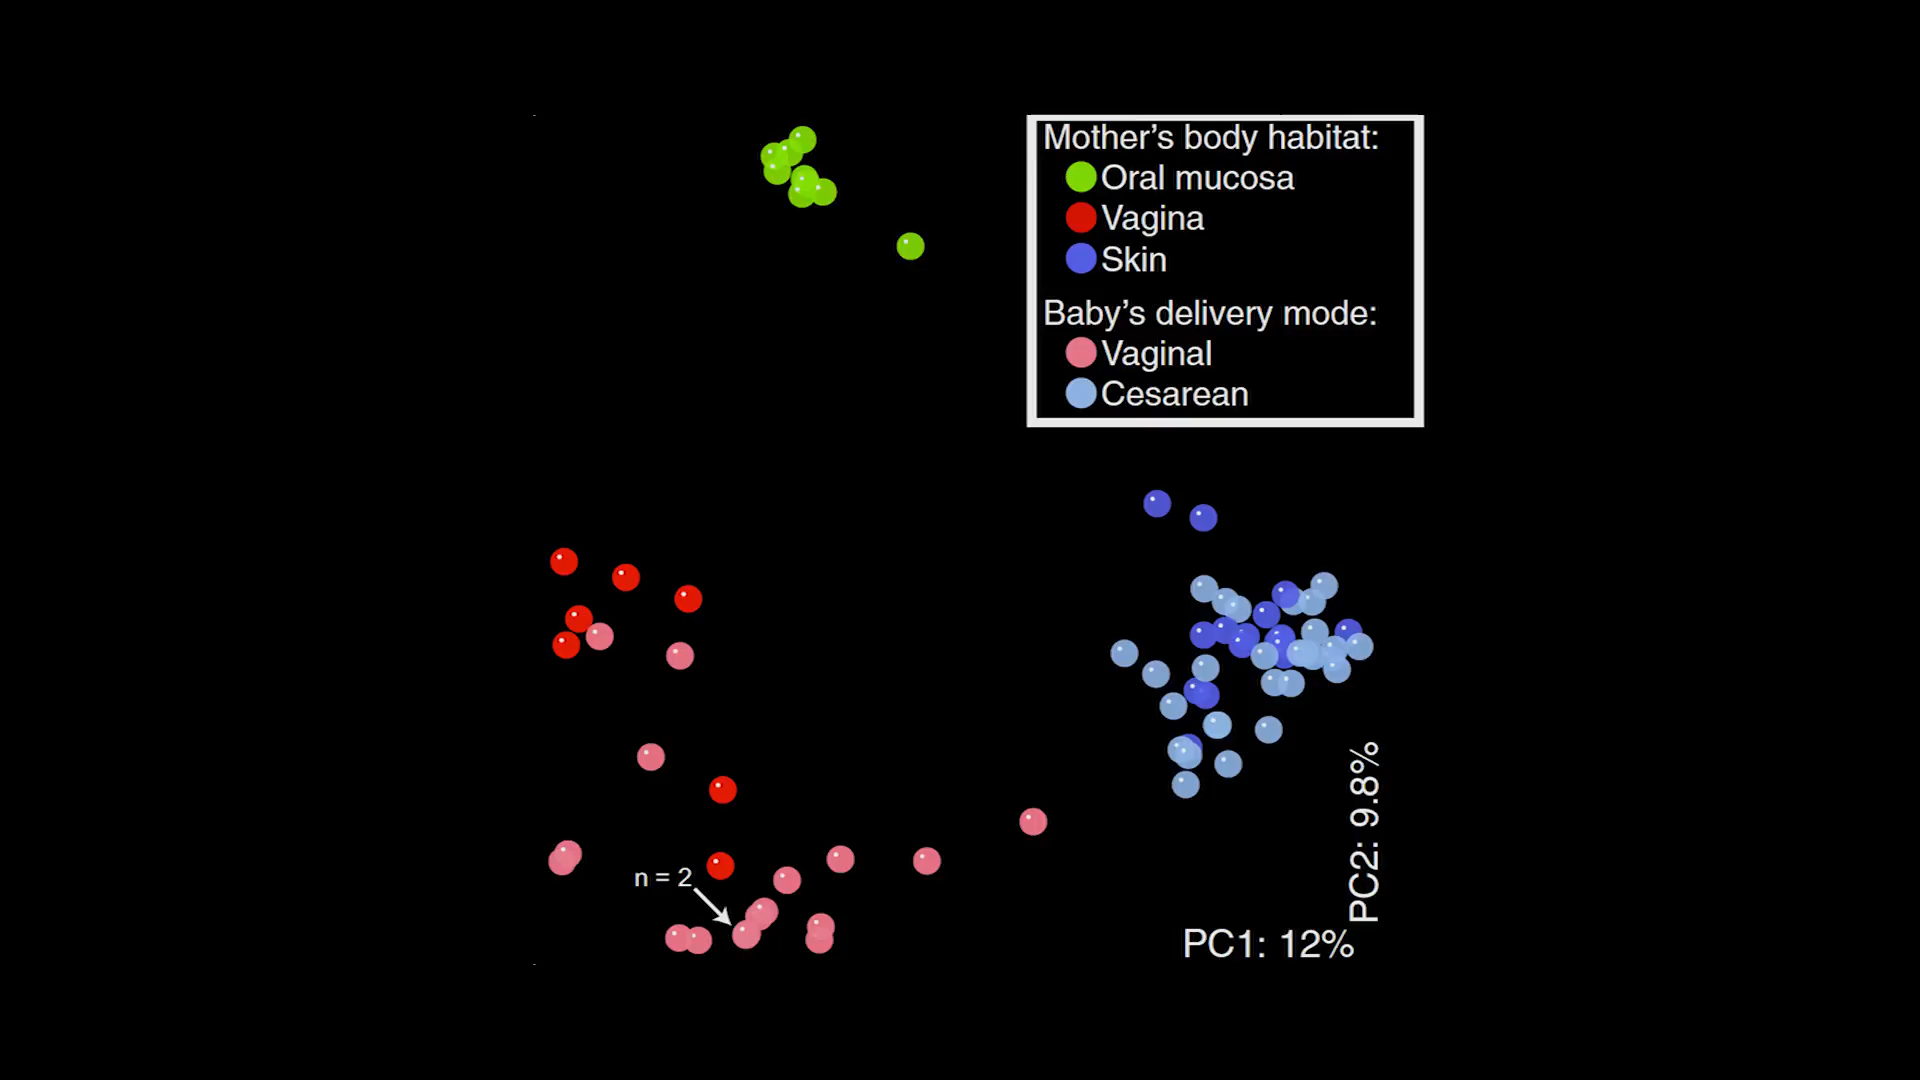 Mother’s body habitat:
Oral mucosa
Vagina
Skin
Baby’s delivery mode:
Vaginal
Cesarean
n = 2
PC2: 9.8%
PC1: 12%